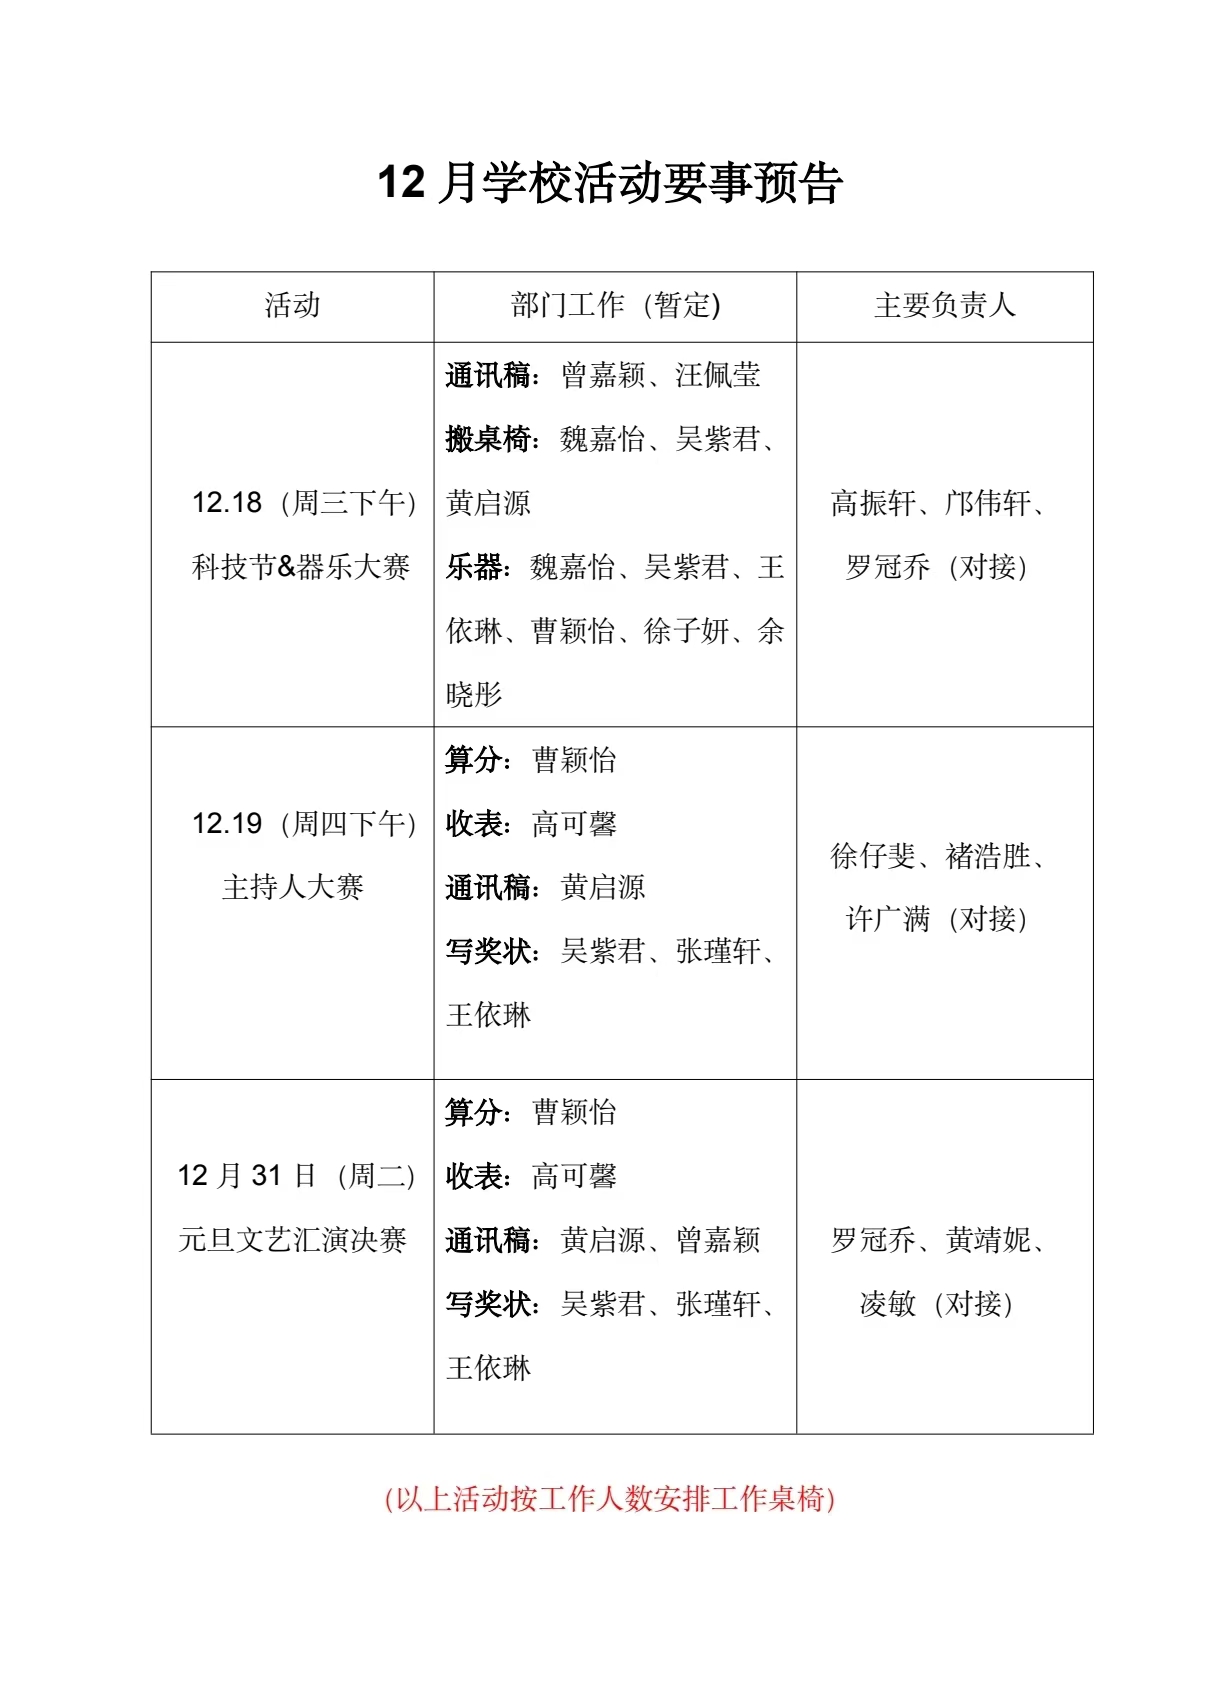 12 月学校活动要事预告
活动
部门工作（暂定）
主要负责人
12.18（周三下午）
科技节&器乐大赛
通讯稿：曾嘉颖、汪佩莹
搬桌椅：魏嘉怡、吴紫君、
黄启源
乐器：魏嘉怡、吴紫君、王
依琳、曹颖怡、徐子妍、余
晓彤
高振轩、邝伟轩、
罗冠乔（对接）
12.19（周四下午）
主持人大赛
算分：曹颖怡
收表：高可馨
通讯稿：黄启源
写奖状：吴紫君、张瑾轩、
王依琳
徐仔斐、褚浩胜、
许广满（对接）
12 月 31 日（周二）
元旦文艺汇演决赛
算分：曹颖怡
收表：高可馨
通讯稿：黄启源、曾嘉颖
写奖状：吴紫君、张瑾轩、
王依琳
罗冠乔、黄靖妮、
凌敏（对接）
（以上活动按工作人数安排工作桌椅）